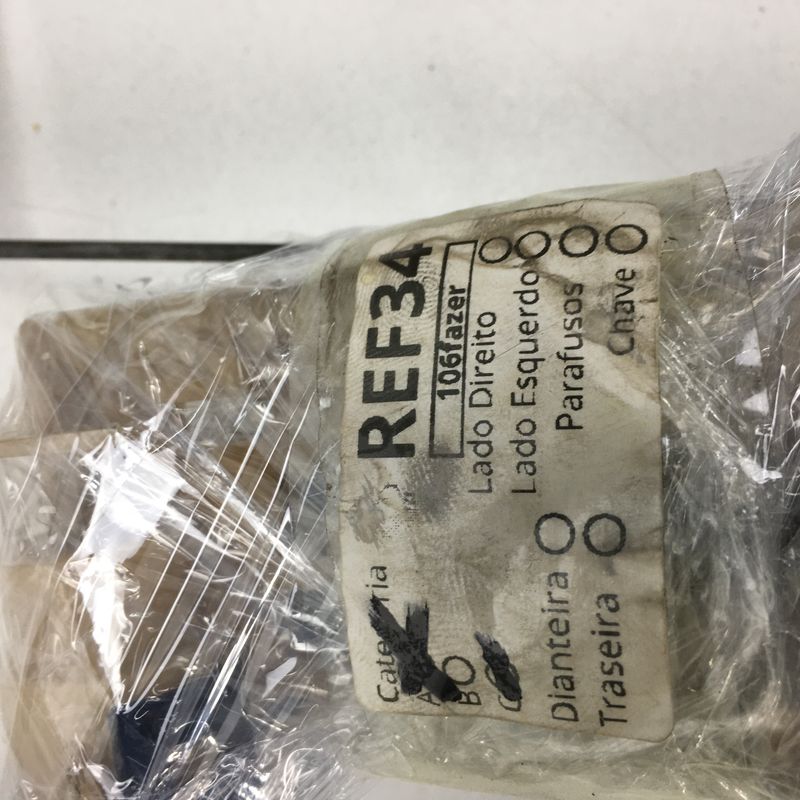 REF34
106fazer
Lado Direito
Lado Esquerdo
Parafusos
Chave
Categoria
A
B
Dianteira
Traseira